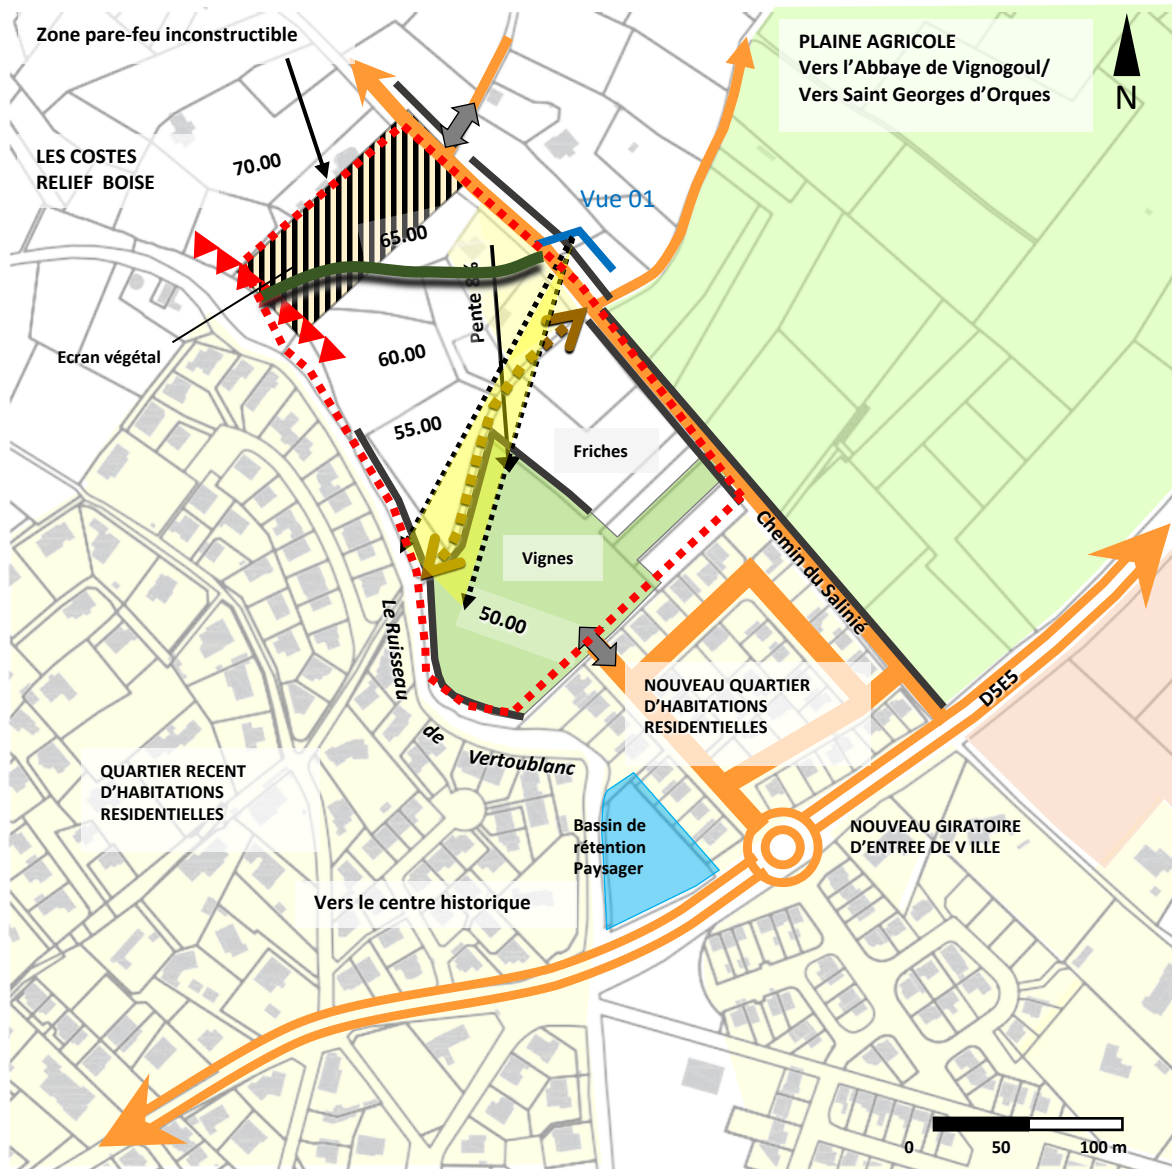 Zone pare-feu inconstructible
PLAINE AGRICOLE
Vers l'Abbaye de Vignogoul/
Vers Saint Georges d'Orques
N
LES COSTES
RELIEF BOISE
70.00
Vue 01
65.00
Pente 8%
Ecran végétal
60.00
55.00
Friches
Vignes
Chemin du Salinié
50.00
Le Ruisseau
de
Vertoublanc
NOUVEAU QUARTIER
D'HABITATIONS
RESIDENTIELLES
D5E5
QUARTIER RECENT
D'HABITATIONS
RESIDENTIELLES
Bassin de
rétention
Paysager
NOUVEAU GIRATOIRE
D'ENTREE DE V ILLE
Vers le centre historique
0 50 100 m